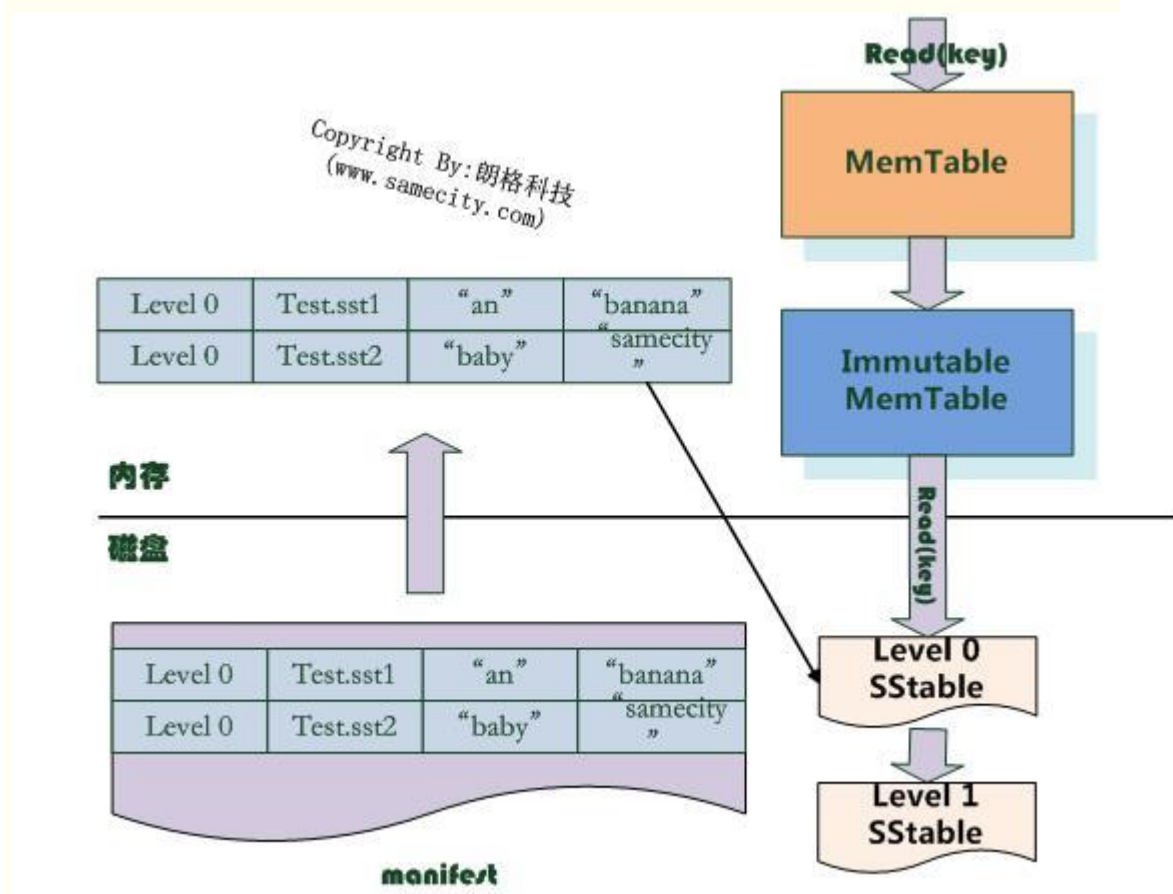 Read(key)
MemTable
Copyright By:朗格科技
(www.samecity.com)
Level 0 Test.sst1 “an” “banana”
Level 0 Test.sst2 “baby” “samecity
”
Immutable
MemTable
内存
Read(key)
磁盘
Level 0 Test.sst1 “an” “banana”
Level 0 Test.sst2 “baby” “samecity
”
Level 0
SStable
Level 1
SStable
manifest